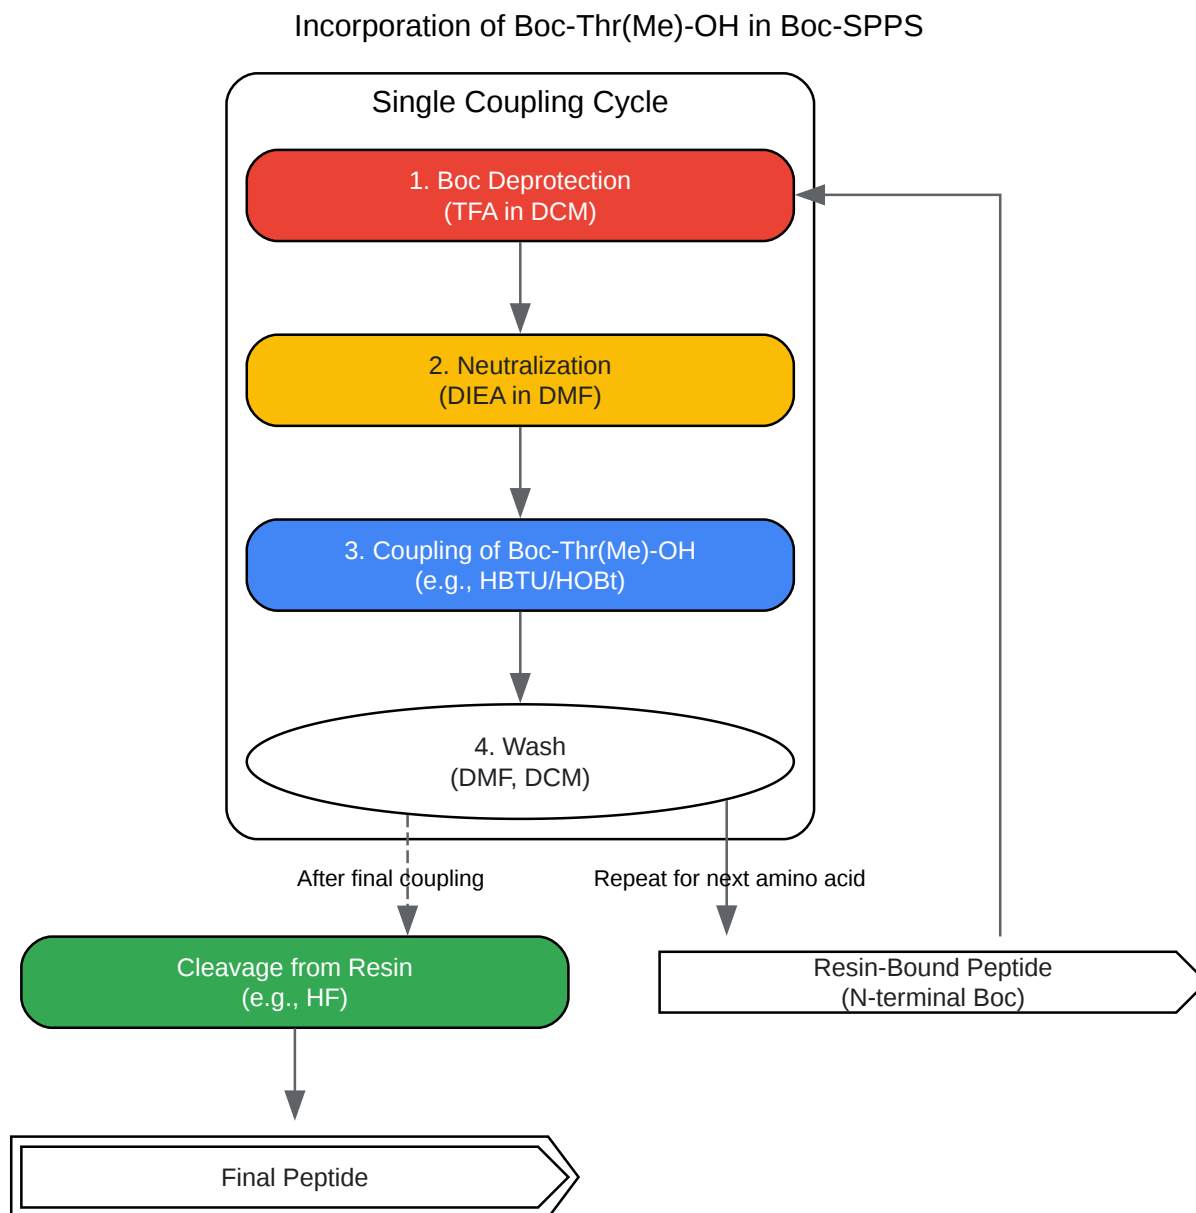 Incorporation of Boc-Thr(Me)-OH in Boc-SPPS
Single Coupling Cycle
1. Boc Deprotection
(TFA in DCM)
2. Neutralization
(DIEA in DMF)
3. Coupling of Boc-Thr(Me)-OH
(e.g., HBTU/HOBt)
4. Wash
(DMF, DCM)
After final coupling
Repeat for next amino acid
Cleavage from Resin
(e.g., HF)
Resin-Bound Peptide
(N-terminal Boc)
Final Peptide